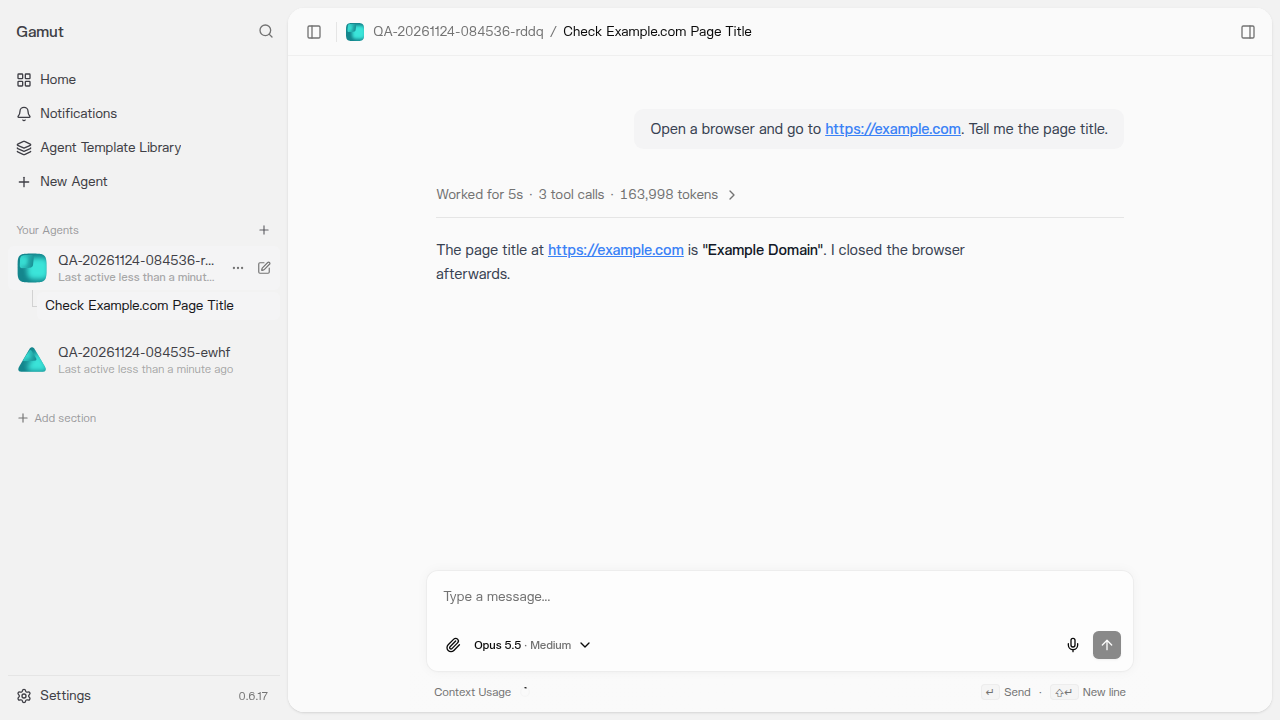 Gamut
Home
Notifications
Agent Template Library
New Agent
Your Agents
QA-20261124-084536-r...
Last active less than a minut...
Check Example.com Page Title
QA-20261124-084535-ewhf
Last active less than a minute ago
Add section
Settings
0.6.17
QA-20261124-084536-rddq / Check Example.com Page Title
Open a browser and go to https://example.com. Tell me the page title.
Worked for 5s · 3 tool calls · 163,998 tokens
The page title at https://example.com is "Example Domain". I closed the browser
afterwards.
Type a message...
Opus 5.5 · Medium
Context Usage
Send · New line